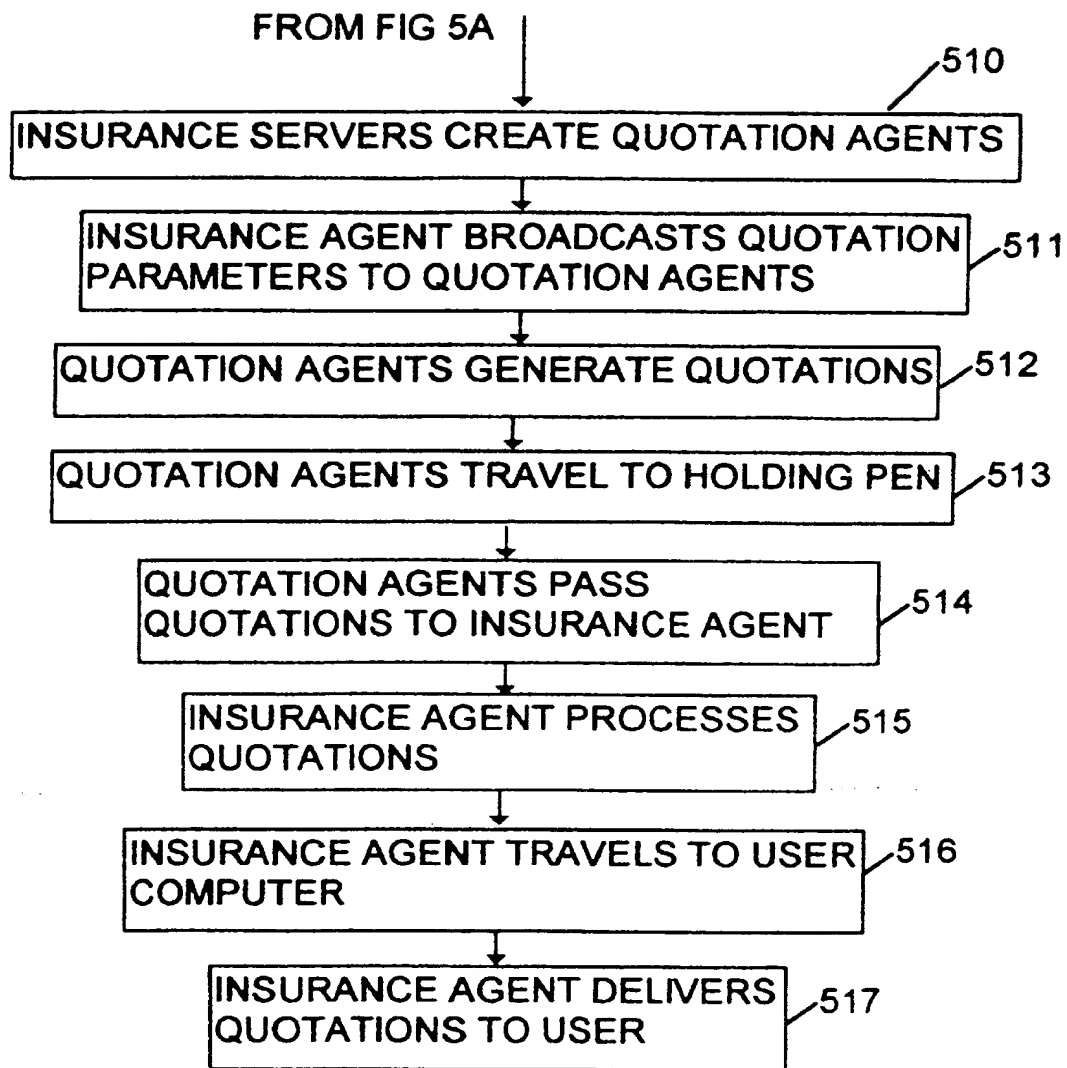 FROM FIG 5A
510
INSURANCE SERVERS CREATE QUOTATION AGENTS
INSURANCE AGENT BROADCASTS QUOTATION
PARAMETERS TO QUOTATION AGENTS
511
QUOTATION AGENTS GENERATE QUOTATIONS
512
QUOTATION AGENTS TRAVEL TO HOLDING PEN
513
QUOTATION AGENTS PASS
QUOTATIONS TO INSURANCE AGENT
514
INSURANCE AGENT PROCESSES
QUOTATIONS
515
INSURANCE AGENT TRAVELS TO USER
COMPUTER
516
INSURANCE AGENT DELIVERS
QUOTATIONS TO USER
517